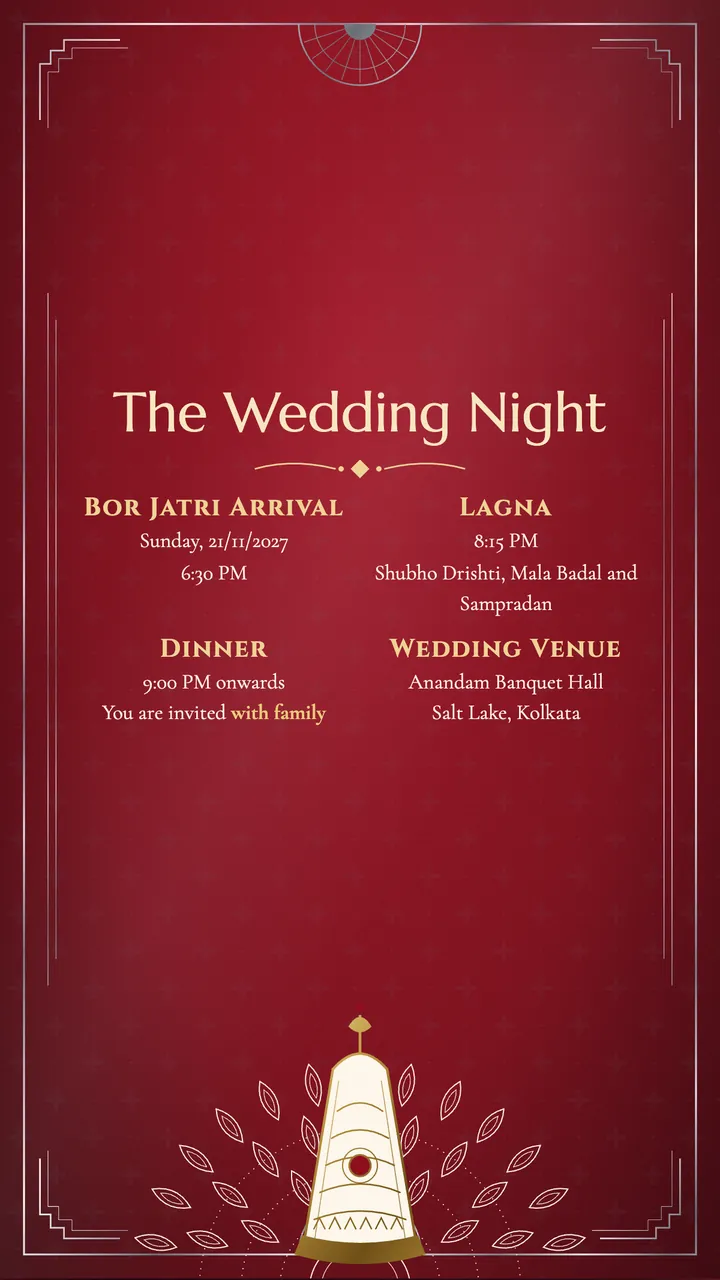 The Wedding Night
Bor Jatri Arrival
Sunday, 21/11/2027
6:30 PM
Lagna
8:15 PM
Shubho Drishti, Mala Badal and
Sampradan
Dinner
9:00 PM onwards
You are invited with family
Wedding Venue
Anandam Banquet Hall
Salt Lake, Kolkata